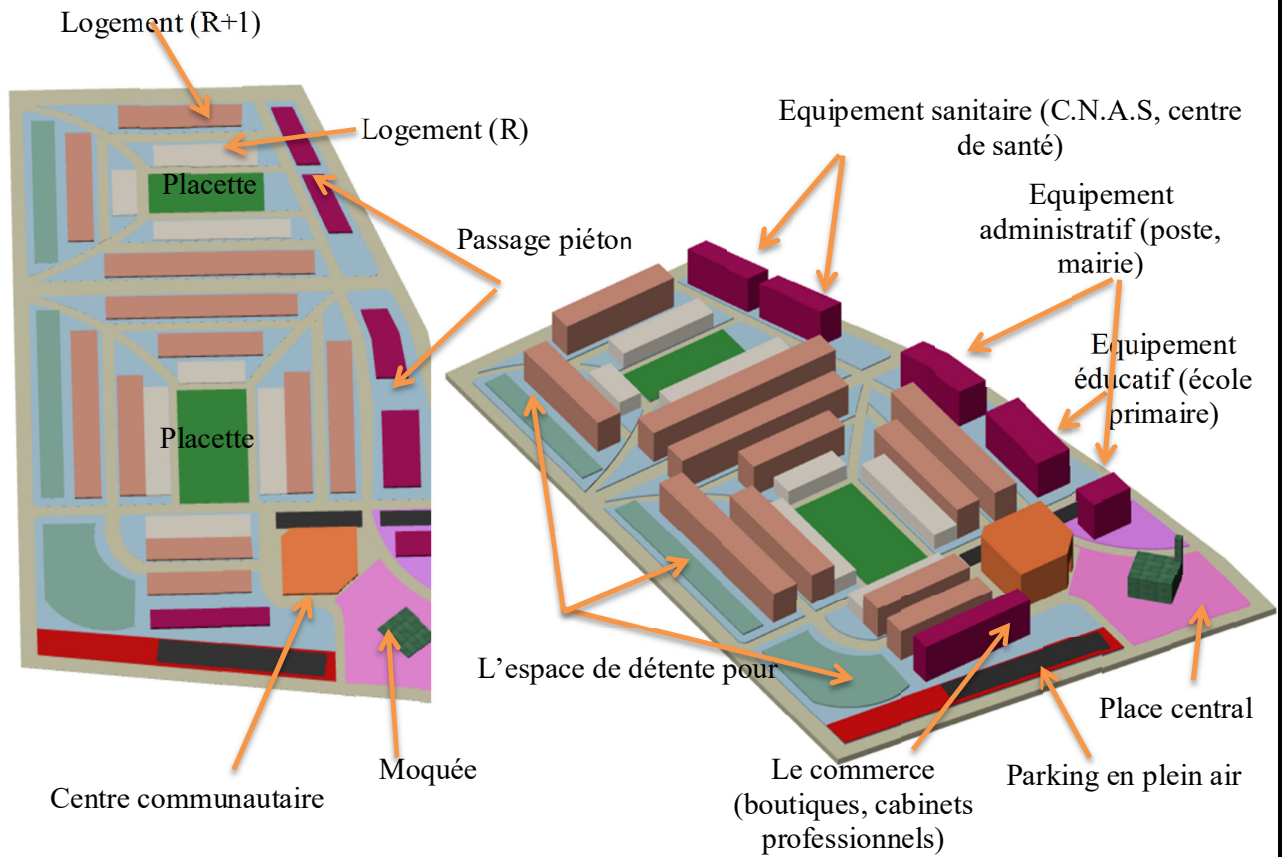 Logement (R+1)
Logement (R)
Placette
Passage piéton
Placette
Centre communautaire
Moquée
Equipement sanitaire (C.N.A.S, centre
de santé)
Equipement
administratif (poste,
mairie)
Equipement
éducatif (école
primaire)
L'espace de détente pour
Place central
Le commerce
(boutiques, cabinets
professionnels)
Parking en plein air